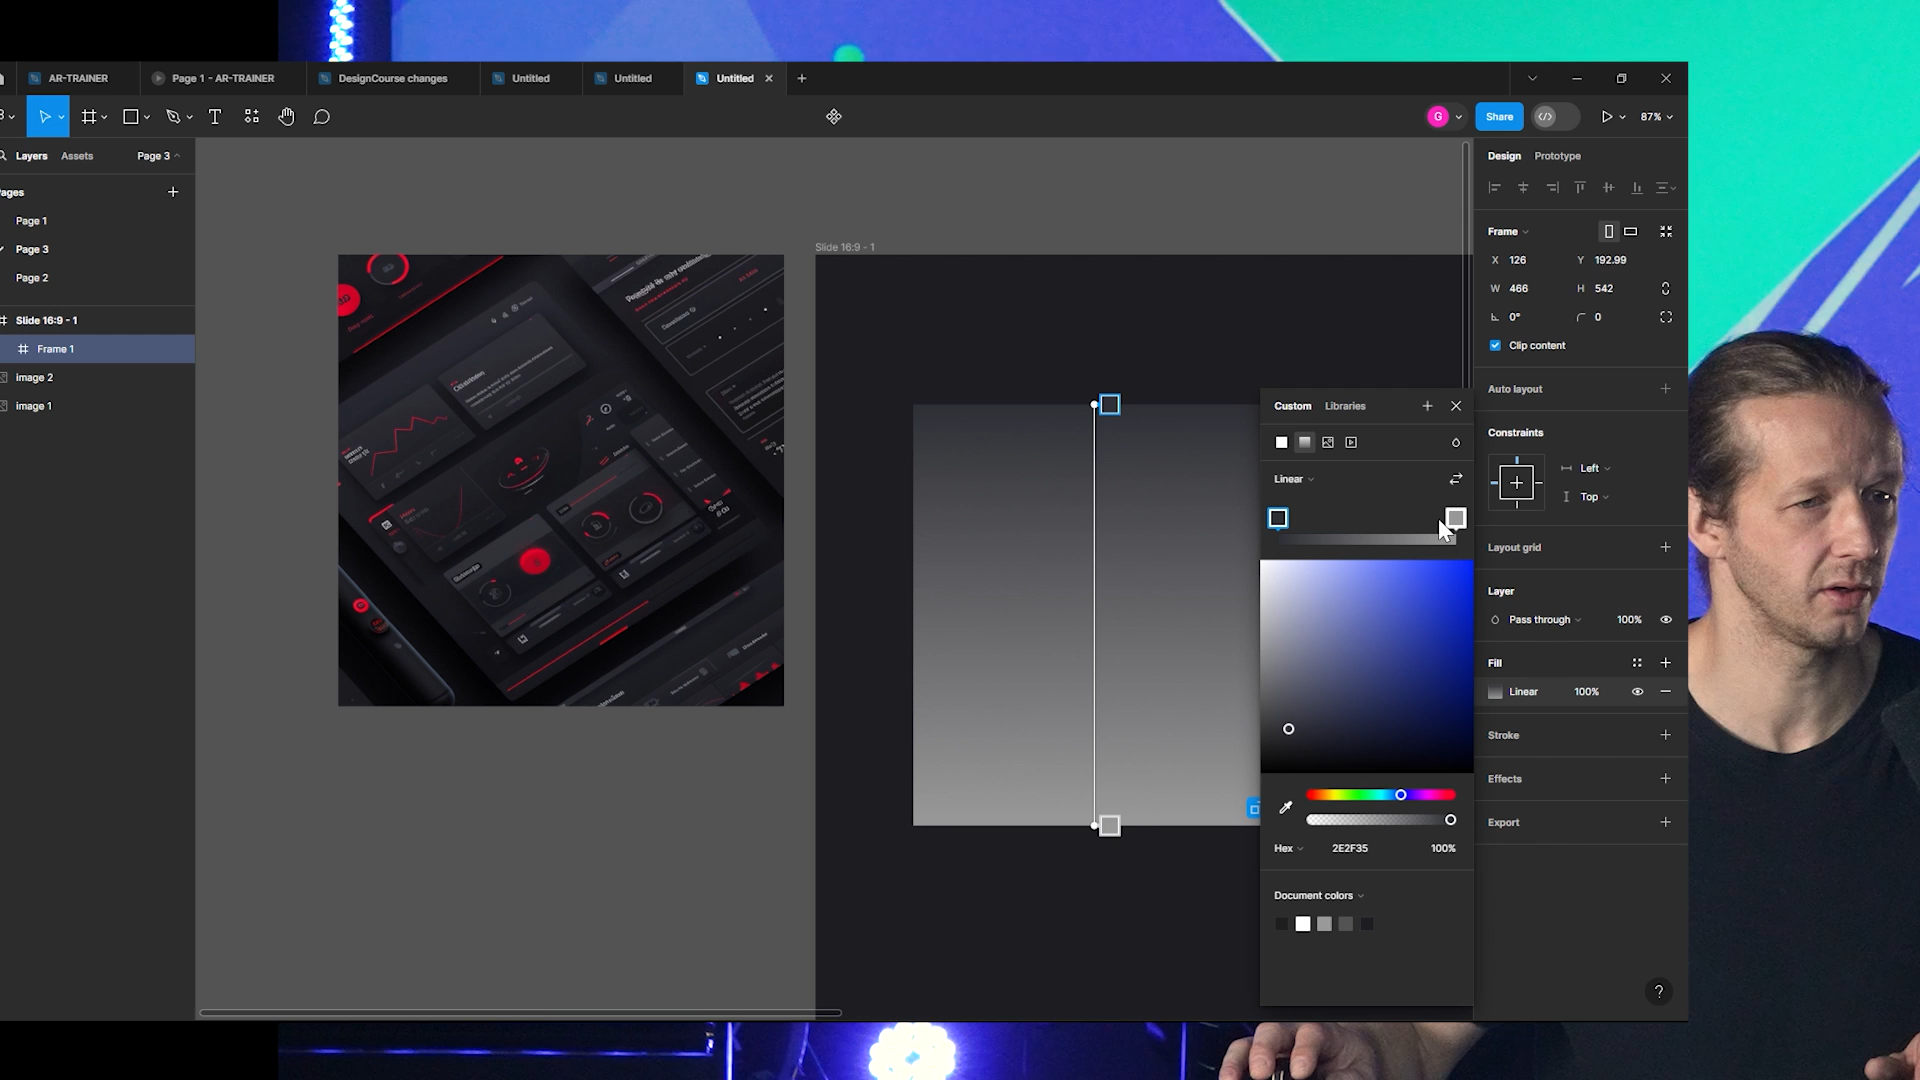 AR-TRAINER
Page 1 - AR-TRAINER
DesignCourse changes
Untitled
Untitled
Untitled
T
G
Share
87%
Layers
Assets
Page 3
ages
Page 1
Page 3
Page 2
Slide 16:9 - 1
Frame 1
image 2
image 1
Slide 16:9 - 1
Custom
Libraries
Linear
Hex
2E2F35
100%
Document colors
Design
Prototype
Frame
X 126
Y 192.99
W 466
H 542
0°
0
Clip content
Auto layout
Constraints
Left
Top
Layout grid
Layer
Pass through
100%
Fill
Linear
100%
Stroke
Effects
Export
?